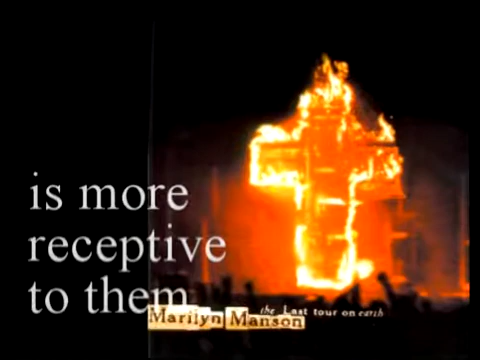 is more
receptive
to them
Marilyn Manson
the Last tour on earth